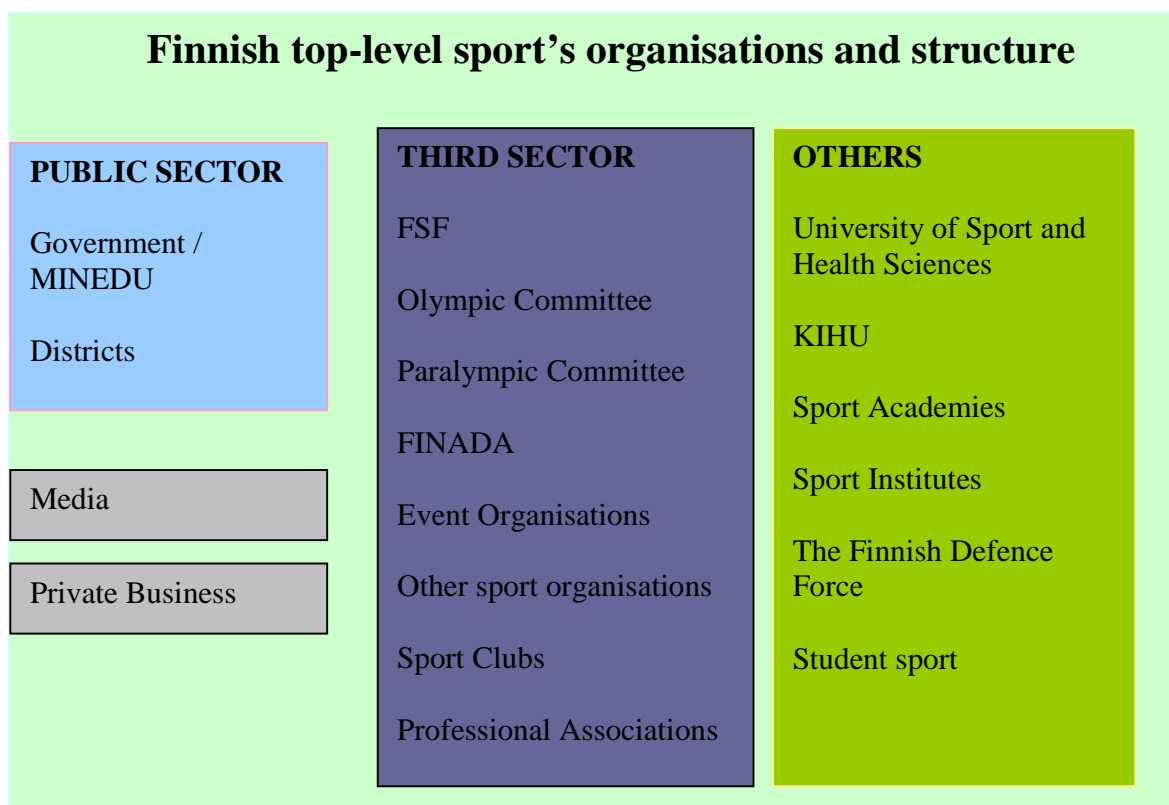 Finnish top-level sport’s organisations and structure
PUBLIC SECTOR
Government /
MINEDU
Districts
Media
Private Business
THIRD SECTOR
FSF
Olympic Committee
Paralympic Committee
FINADA
Event Organisations
Other sport organisations
Sport Clubs
Professional Associations
OTHERS
University of Sport and
Health Sciences
KIHU
Sport Academies
Sport Institutes
The Finnish Defence
Force
Student sport